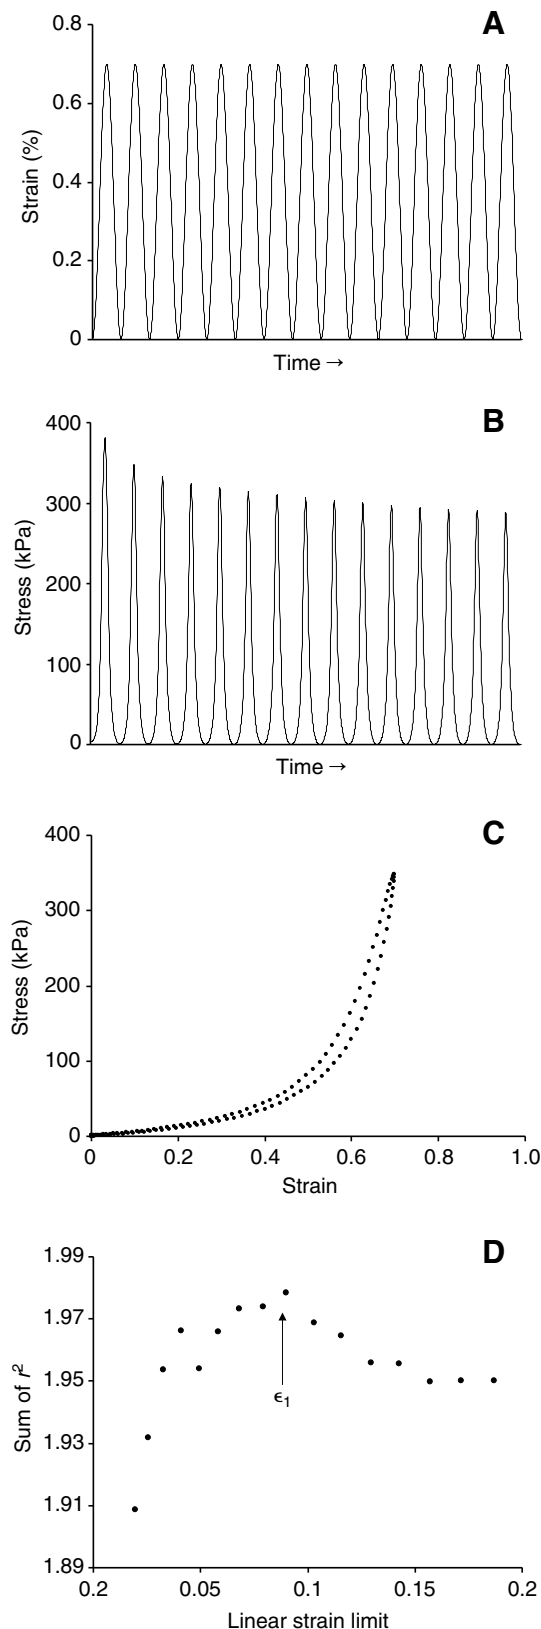 A
0.8
0.6
0.4
0.2
0
Strain (%)
Time →
B
400
300
200
100
0
Stress (kPa)
Time →
C
400
300
200
100
0
Stress (kPa)
0 0.2 0.4 0.6 0.8 1.0
Strain
D
1.99
1.97
1.95
1.93
1.91
1.89
Sum of r²
ϵ₁
0.2 0.05 0.1 0.15 0.2
Linear strain limit